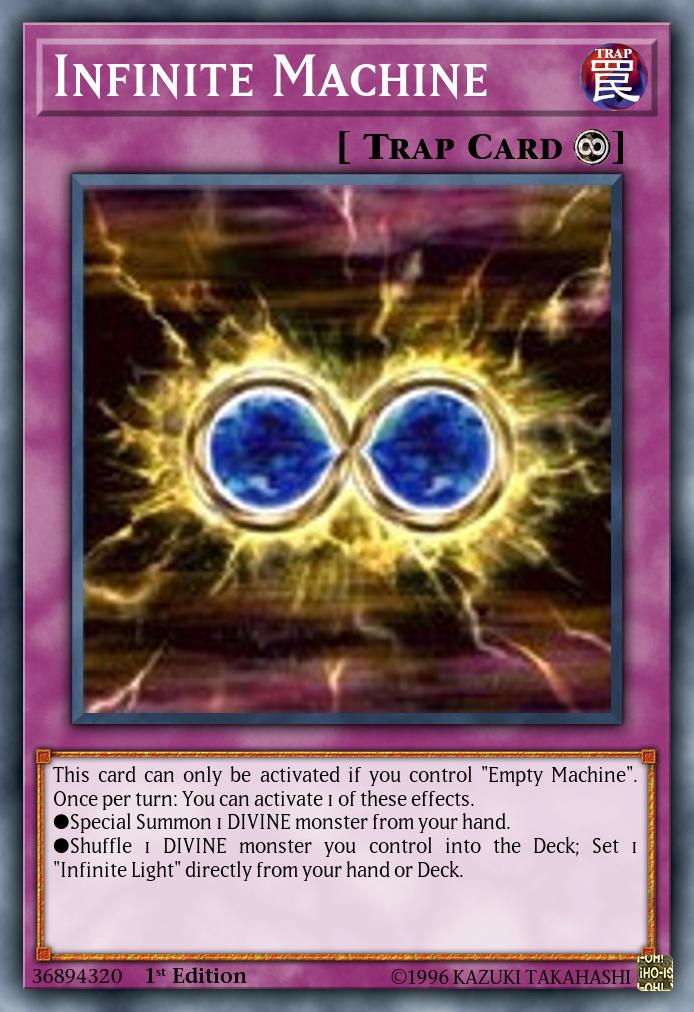 INFINITE MACHINE
TRAP
罠
[ TRAP CARD ]
This card can only be activated if you control "Empty Machine".
Once per turn: You can activate 1 of these effects.
●Special Summon 1 DIVINE monster from your hand.
●Shuffle 1 DIVINE monster you control into the Deck; Set 1
"Infinite Light" directly from your hand or Deck.
36894320 1st Edition ©1996 KAZUKI TAKAHASHI